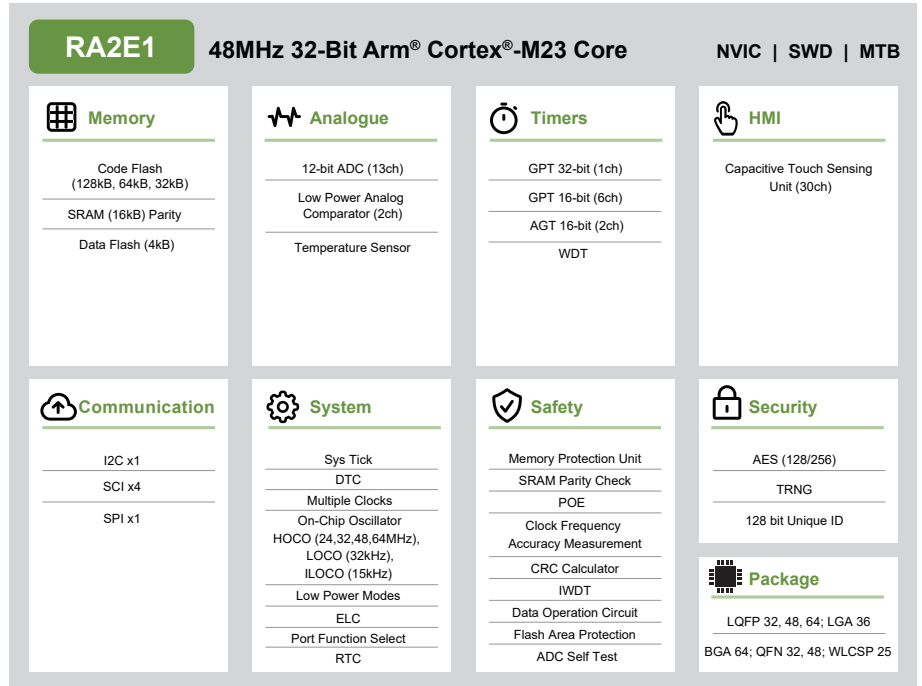 RA2E1
48MHz 32-Bit Arm® Cortex®-M23 Core
NVIC | SWD | MTB
Memory
Code Flash
(128kB, 64kB, 32kB)
SRAM (16kB) Parity
Data Flash (4kB)
Analogue
12-bit ADC (13ch)
Low Power Analog
Comparator (2ch)
Temperature Sensor
Timers
GPT 32-bit (1ch)
GPT 16-bit (6ch)
AGT 16-bit (2ch)
WDT
HMI
Capacitive Touch Sensing
Unit (30ch)
Communication
I2C x1
SCI x4
SPI x1
System
Sys Tick
DTC
Multiple Clocks
On-Chip Oscillator
HOCO (24,32,48,64MHz),
LOCO (32kHz),
ILOCO (15kHz)
Low Power Modes
ELC
Port Function Select
RTC
Safety
Memory Protection Unit
SRAM Parity Check
POE
Clock Frequency
Accuracy Measurement
CRC Calculator
IWDT
Data Operation Circuit
Flash Area Protection
ADC Self Test
Security
AES (128/256)
TRNG
128 bit Unique ID
Package
LQFP 32, 48, 64; LGA 36
BGA 64; QFN 32, 48; WLCSP 25